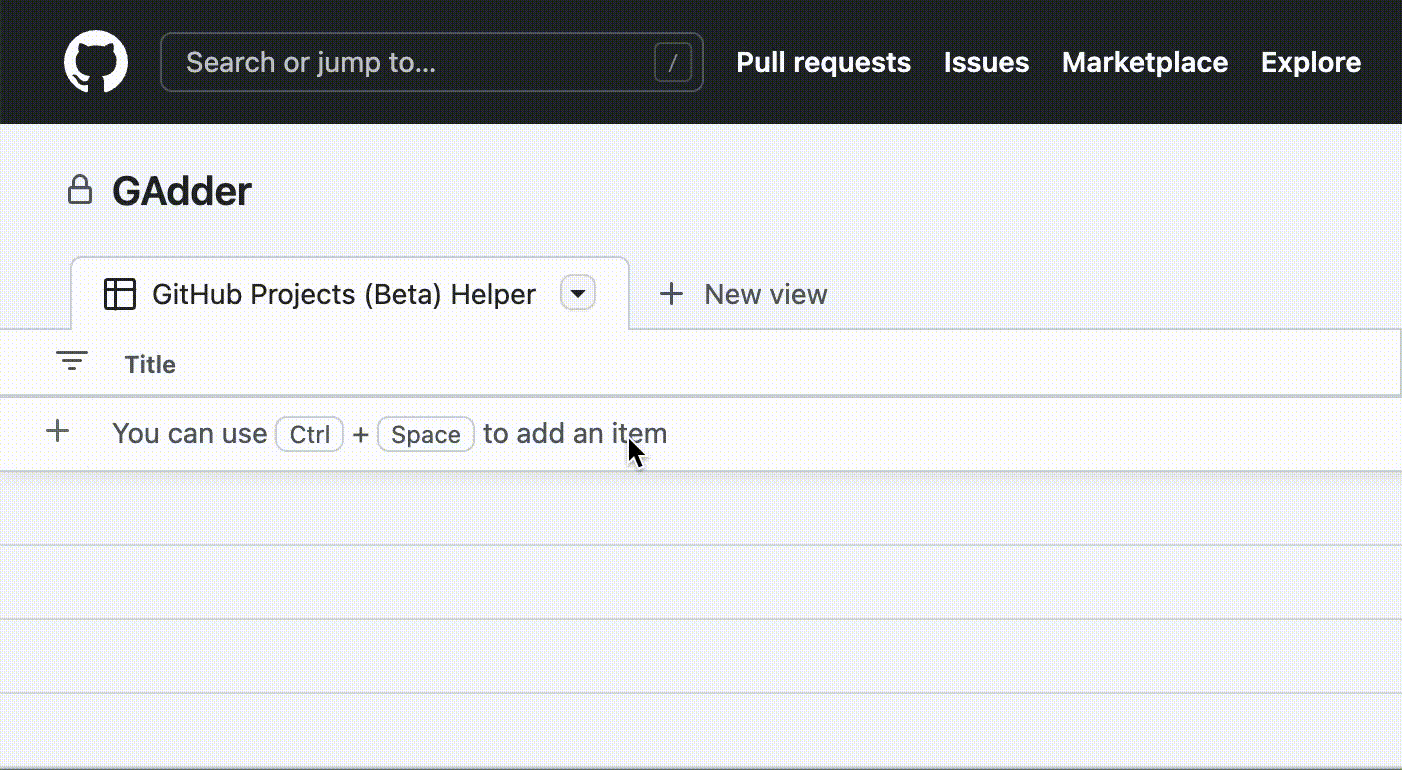 Search or jump to... / Pull requests Issues Marketplace Explore
GAdder
GitHub Projects (Beta) Helper + New view
Title
+ You can use Ctrl + Space to add an item